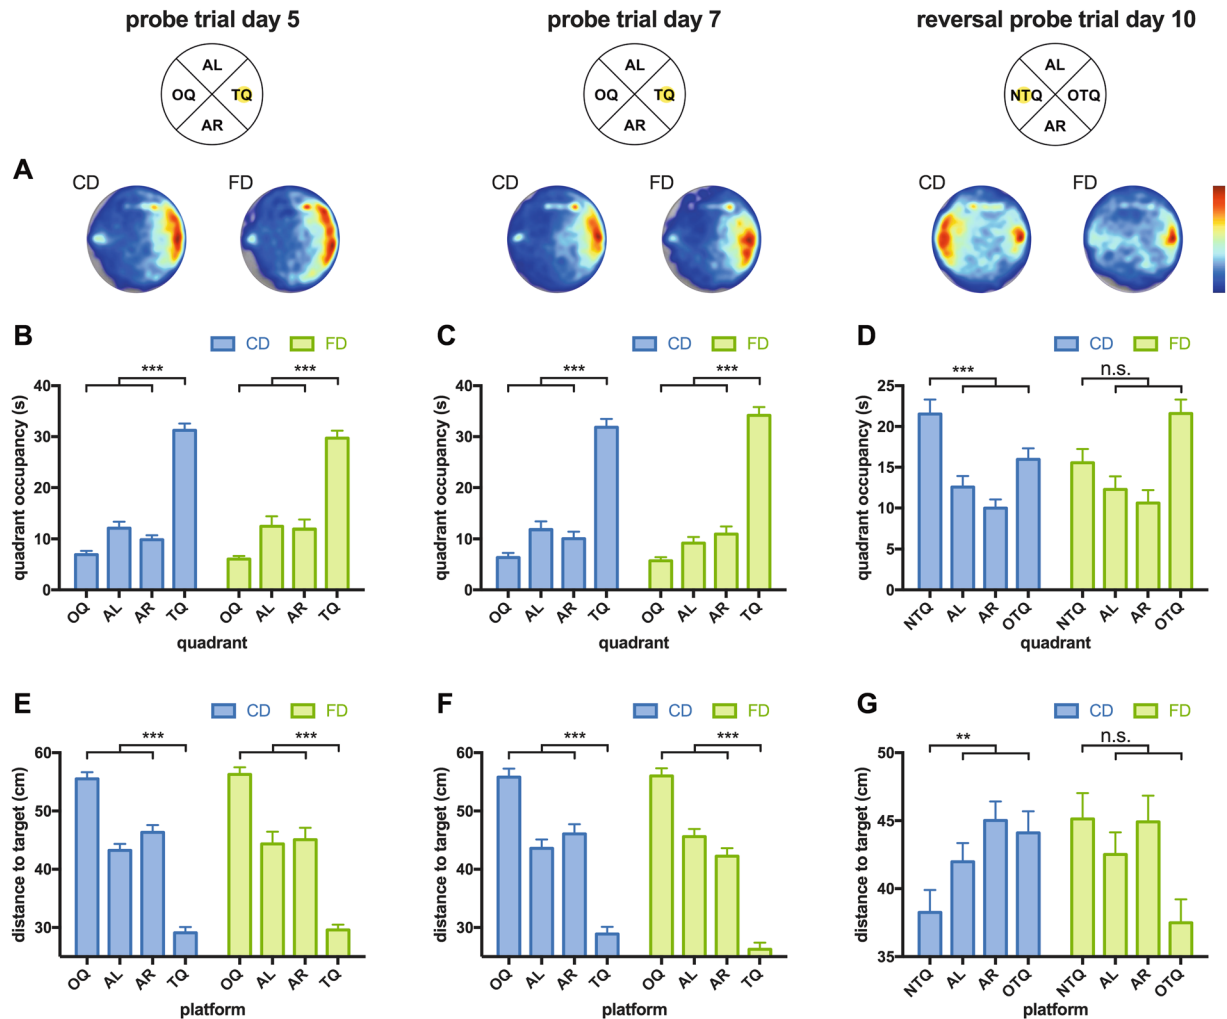 probe trial day 5
probe trial day 7
reversal probe trial day 10
AL
OQ TQ
AR
AL
OQ TQ
AR
AL
NTQ OTQ
AR
A
CD FD
CD FD
CD FD
B
CD FD
*** ***
quadrant occupancy (s)
40
30
20
10
0
OQ AL AR TQ OQ AL AR TQ
quadrant
C
CD FD
*** ***
quadrant occupancy (s)
40
30
20
10
0
OQ AL AR TQ OQ AL AR TQ
quadrant
D
CD FD
*** n.s.
quadrant occupancy (s)
25
20
15
10
5
0
NTQ AL AR OTQ NTQ AL AR OTQ
quadrant
E
CD FD
*** ***
distance to target (cm)
60
50
40
30
OQ AL AR TQ OQ AL AR TQ
platform
F
CD FD
*** ***
distance to target (cm)
60
50
40
30
OQ AL AR TQ OQ AL AR TQ
platform
G
CD FD
** n.s.
distance to target (cm)
50
45
40
35
NTQ AL AR OTQ NTQ AL AR OTQ
platform